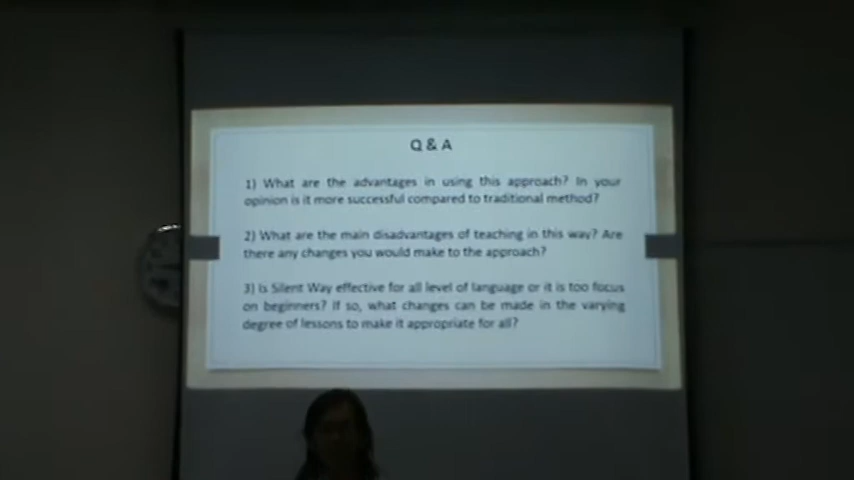 Q & A
1) What are the advantages in using this approach? In your
opinion is it more successful compared to traditional method?
2) What are the main disadvantages of teaching in this way? Are
there any changes you would make to the approach?
3) Is Silent Way effective for all level of language or it is too focus
on beginners? If so, what changes can be made in the varying
degree of lessons to make it appropriate for all?